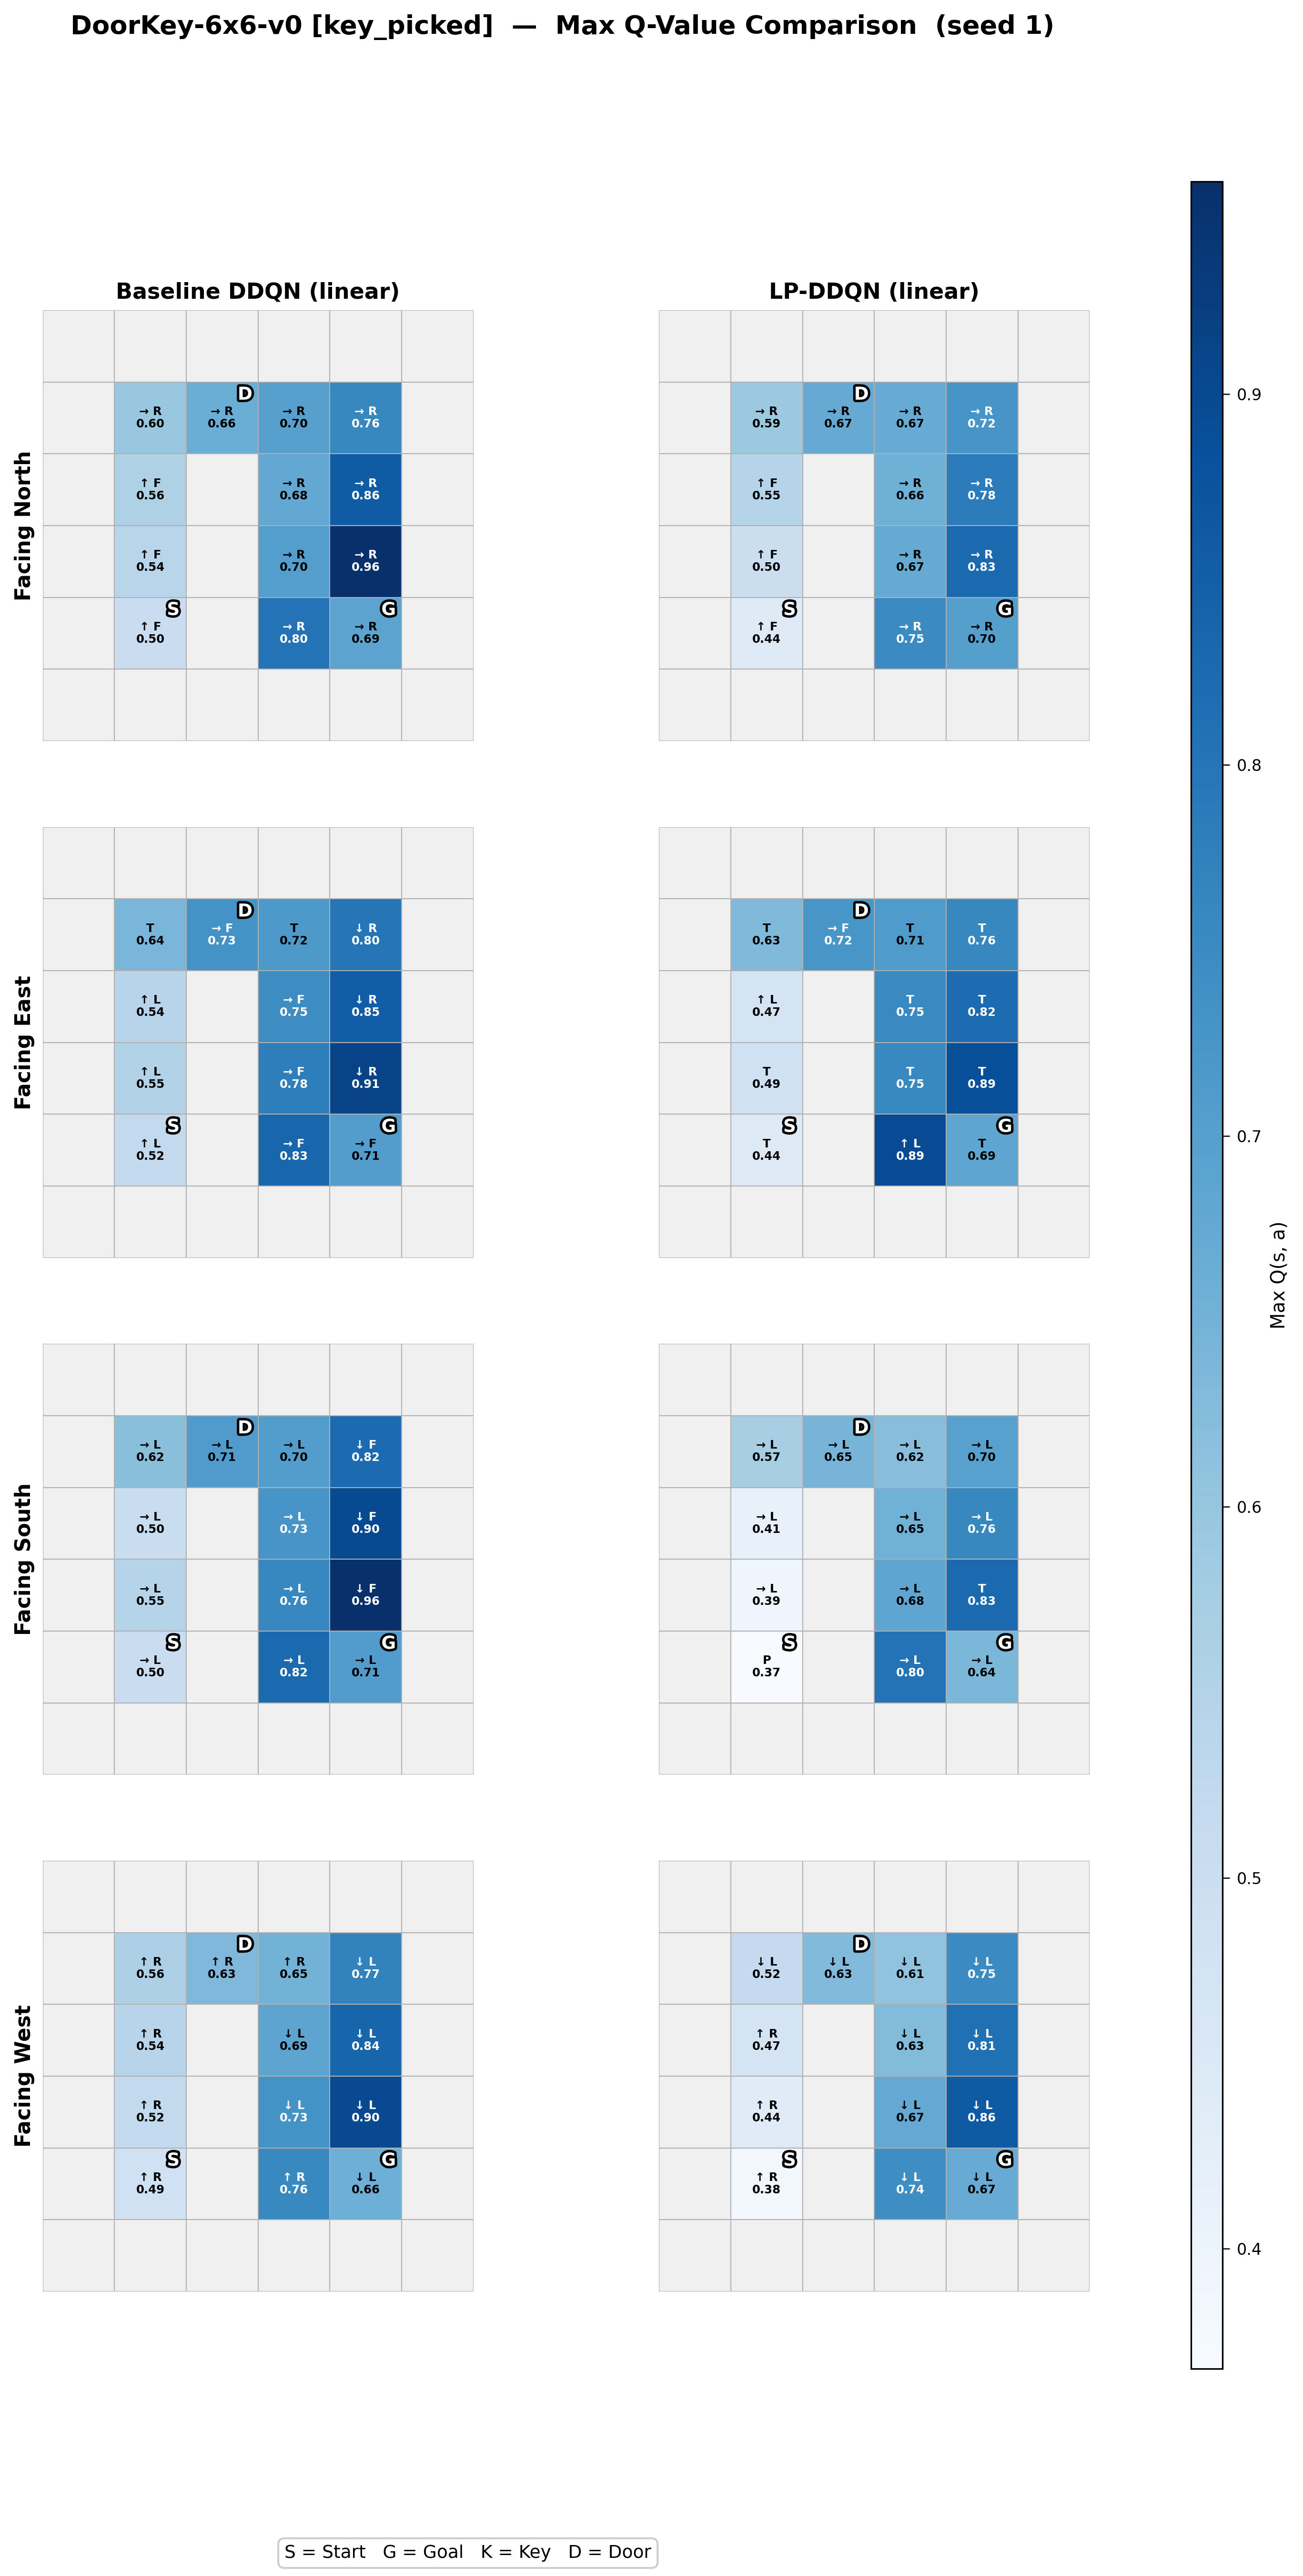 DoorKey-6x6-v0 [key_picked] — Max Q-Value Comparison (seed 1)
Baseline DDQN (linear)
LP-DDQN (linear)
Facing North
D
→ R → R → R → R
0.60 0.66 0.70 0.76
↑ F → R → R
0.56 0.68 0.86
↑ F → R → R
0.54 0.70 0.96
S G
↑ F → R → R
0.50 0.80 0.69
D
→ R → R → R → R
0.59 0.67 0.67 0.72
↑ F → R → R
0.55 0.66 0.78
↑ F → R → R
0.50 0.67 0.83
S G
↑ F → R → R
0.44 0.75 0.70
Facing East
D
T → F T ↓ R
0.64 0.73 0.72 0.80
↑ L → F ↓ R
0.54 0.75 0.85
↑ L → F ↓ R
0.55 0.78 0.91
S G
↑ L → F → F
0.52 0.83 0.71
D
T → F T T
0.63 0.72 0.71 0.76
↑ L T T
0.47 0.75 0.82
T T T
0.49 0.75 0.89
S G
T ↑ L T
0.44 0.89 0.69
Facing South
D
→ L → L → L ↓ F
0.62 0.71 0.70 0.82
→ L → L ↓ F
0.50 0.73 0.90
→ L → L ↓ F
0.55 0.76 0.96
S G
→ L → L → L
0.50 0.82 0.71
D
→ L → L → L → L
0.57 0.65 0.62 0.70
→ L → L → L
0.41 0.65 0.76
→ L → L T
0.39 0.68 0.83
S G
P → L → L
0.37 0.80 0.64
Facing West
D
↑ R ↑ R ↑ R ↓ L
0.56 0.63 0.65 0.77
↑ R ↓ L ↓ L
0.54 0.69 0.84
↑ R ↓ L ↓ L
0.52 0.73 0.90
S G
↑ R ↑ R ↓ L
0.49 0.76 0.66
D
↓ L ↓ L ↓ L ↓ L
0.52 0.63 0.61 0.75
↑ R ↓ L ↓ L
0.47 0.63 0.81
↑ R ↓ L ↓ L
0.44 0.67 0.86
S G
↑ R ↓ L ↓ L
0.38 0.74 0.67
0.9
0.8
0.7
0.6
0.5
0.4
Max Q(s, a)
S = Start G = Goal K = Key D = Door